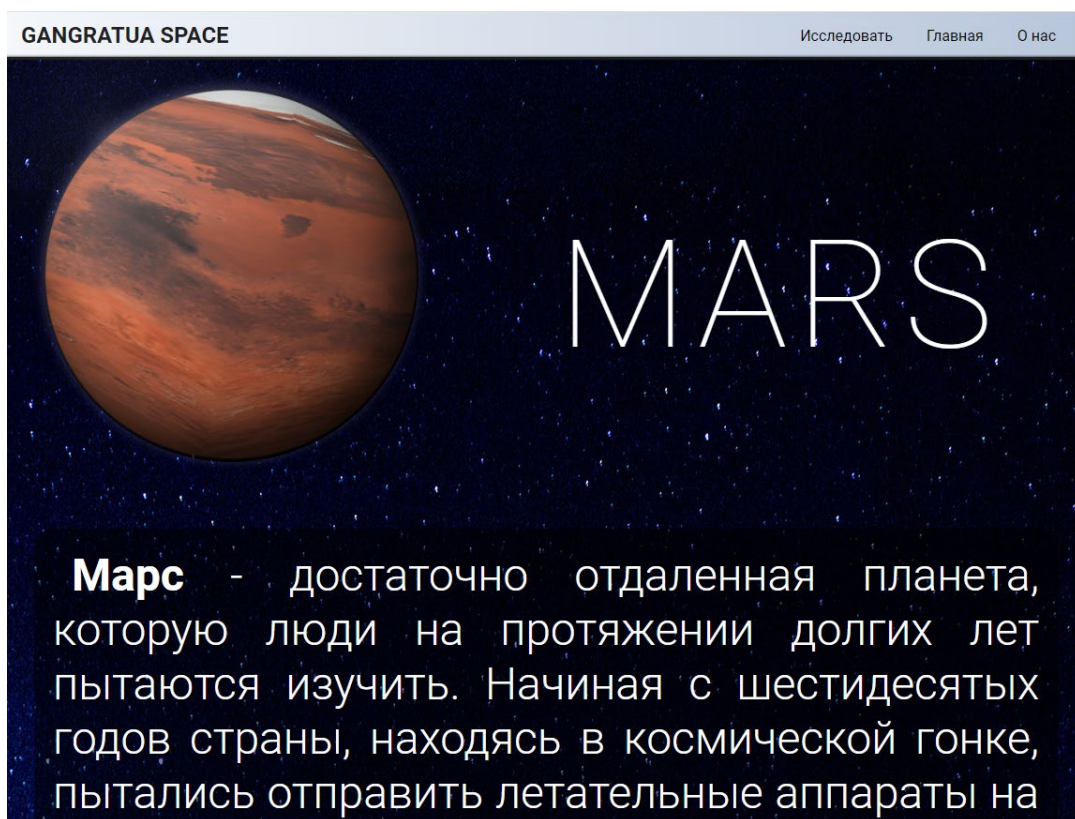 GANGRATUA SPACE
Исследовать Главная О нас
MARS
Марс - достаточно отдаленная планета,
которую люди на протяжении долгих лет
пытаются изучить. Начиная с шестидесятых
годов страны, находясь в космической гонке,
пытались отправить летательные аппараты на